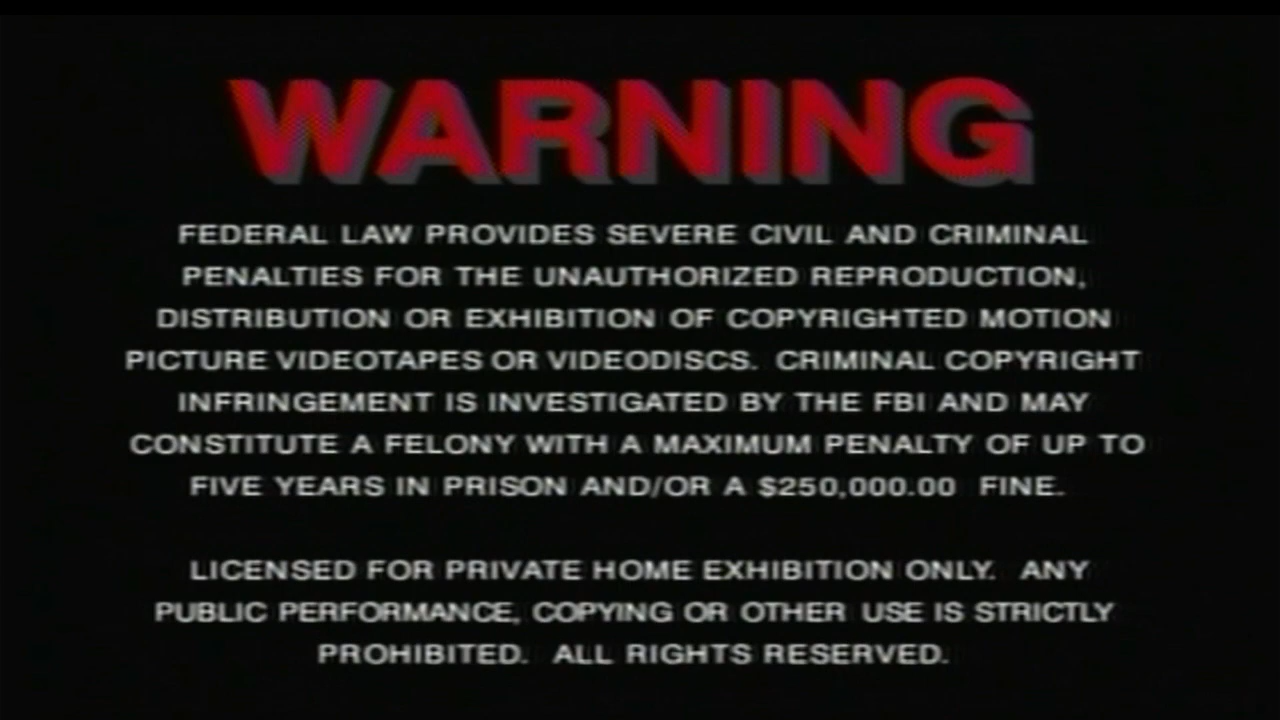 WARNING
FEDERAL LAW PROVIDES SEVERE CIVIL AND CRIMINAL
PENALTIES FOR THE UNAUTHORIZED REPRODUCTION,
DISTRIBUTION OR EXHIBITION OF COPYRIGHTED MOTION
PICTURE VIDEOTAPES OR VIDEODISCS. CRIMINAL COPYRIGHT
INFRINGEMENT IS INVESTIGATED BY THE FBI AND MAY
CONSTITUTE A FELONY WITH A MAXIMUM PENALTY OF UP TO
FIVE YEARS IN PRISON AND/OR A $250,000.00 FINE.
LICENSED FOR PRIVATE HOME EXHIBITION ONLY. ANY
PUBLIC PERFORMANCE, COPYING OR OTHER USE IS STRICTLY
PROHIBITED. ALL RIGHTS RESERVED.